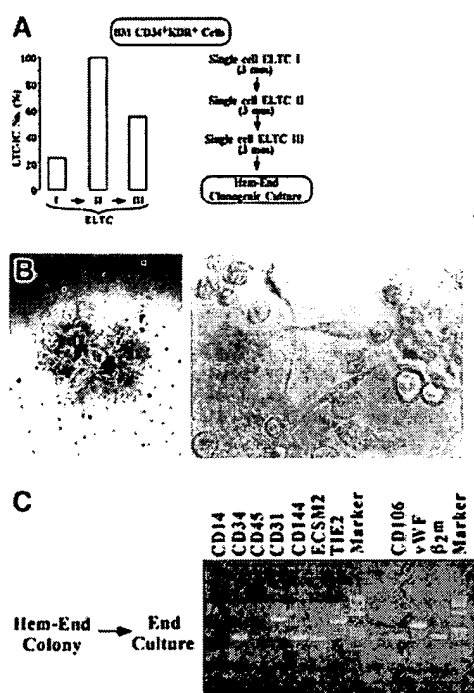 A
BM CD34+KDR+ Cells
LTC-IC No. (%)
100
80
60
40
20
0
I → II → III
ELTC
Single cell ELTC I
(3 mos)
Single cell ELTC II
(3 mos)
Single cell ELTC III
(3 mos)
Hem-End
Clonogenic Culture
B
C
CD14
CD34
CD45
CD31
CD144
ECSM2
TIE2
Marker
CD106
vWF
β2m
Marker
Hem-End
Colony
→
End
Culture